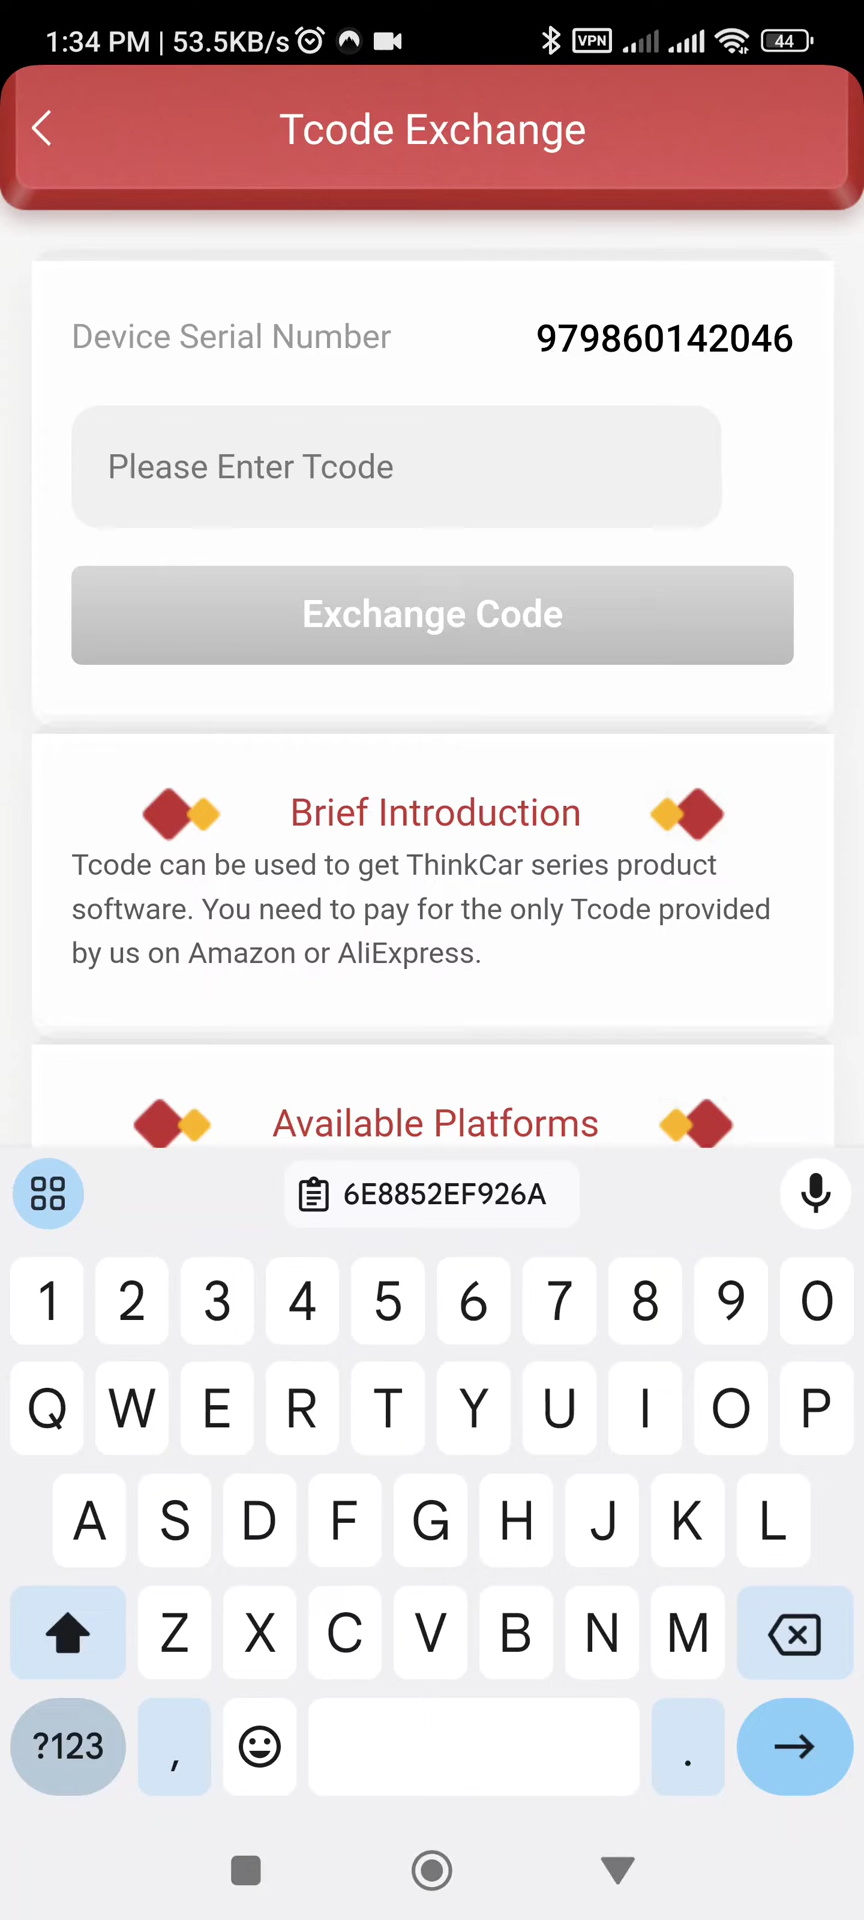 1:34 PM | 53.5KB/s VPN 44
Tcode Exchange
Device Serial Number 979860142046
Please Enter Tcode
Exchange Code
Brief Introduction
Tcode can be used to get ThinkCar series product
software. You need to pay for the only Tcode provided
by us on Amazon or AliExpress.
Available Platforms
6E8852EF926A
1 2 3 4 5 6 7 8 9 0
Q W E R T Y U I O P
A S D F G H J K L
Z X C V B N M
?123 , .